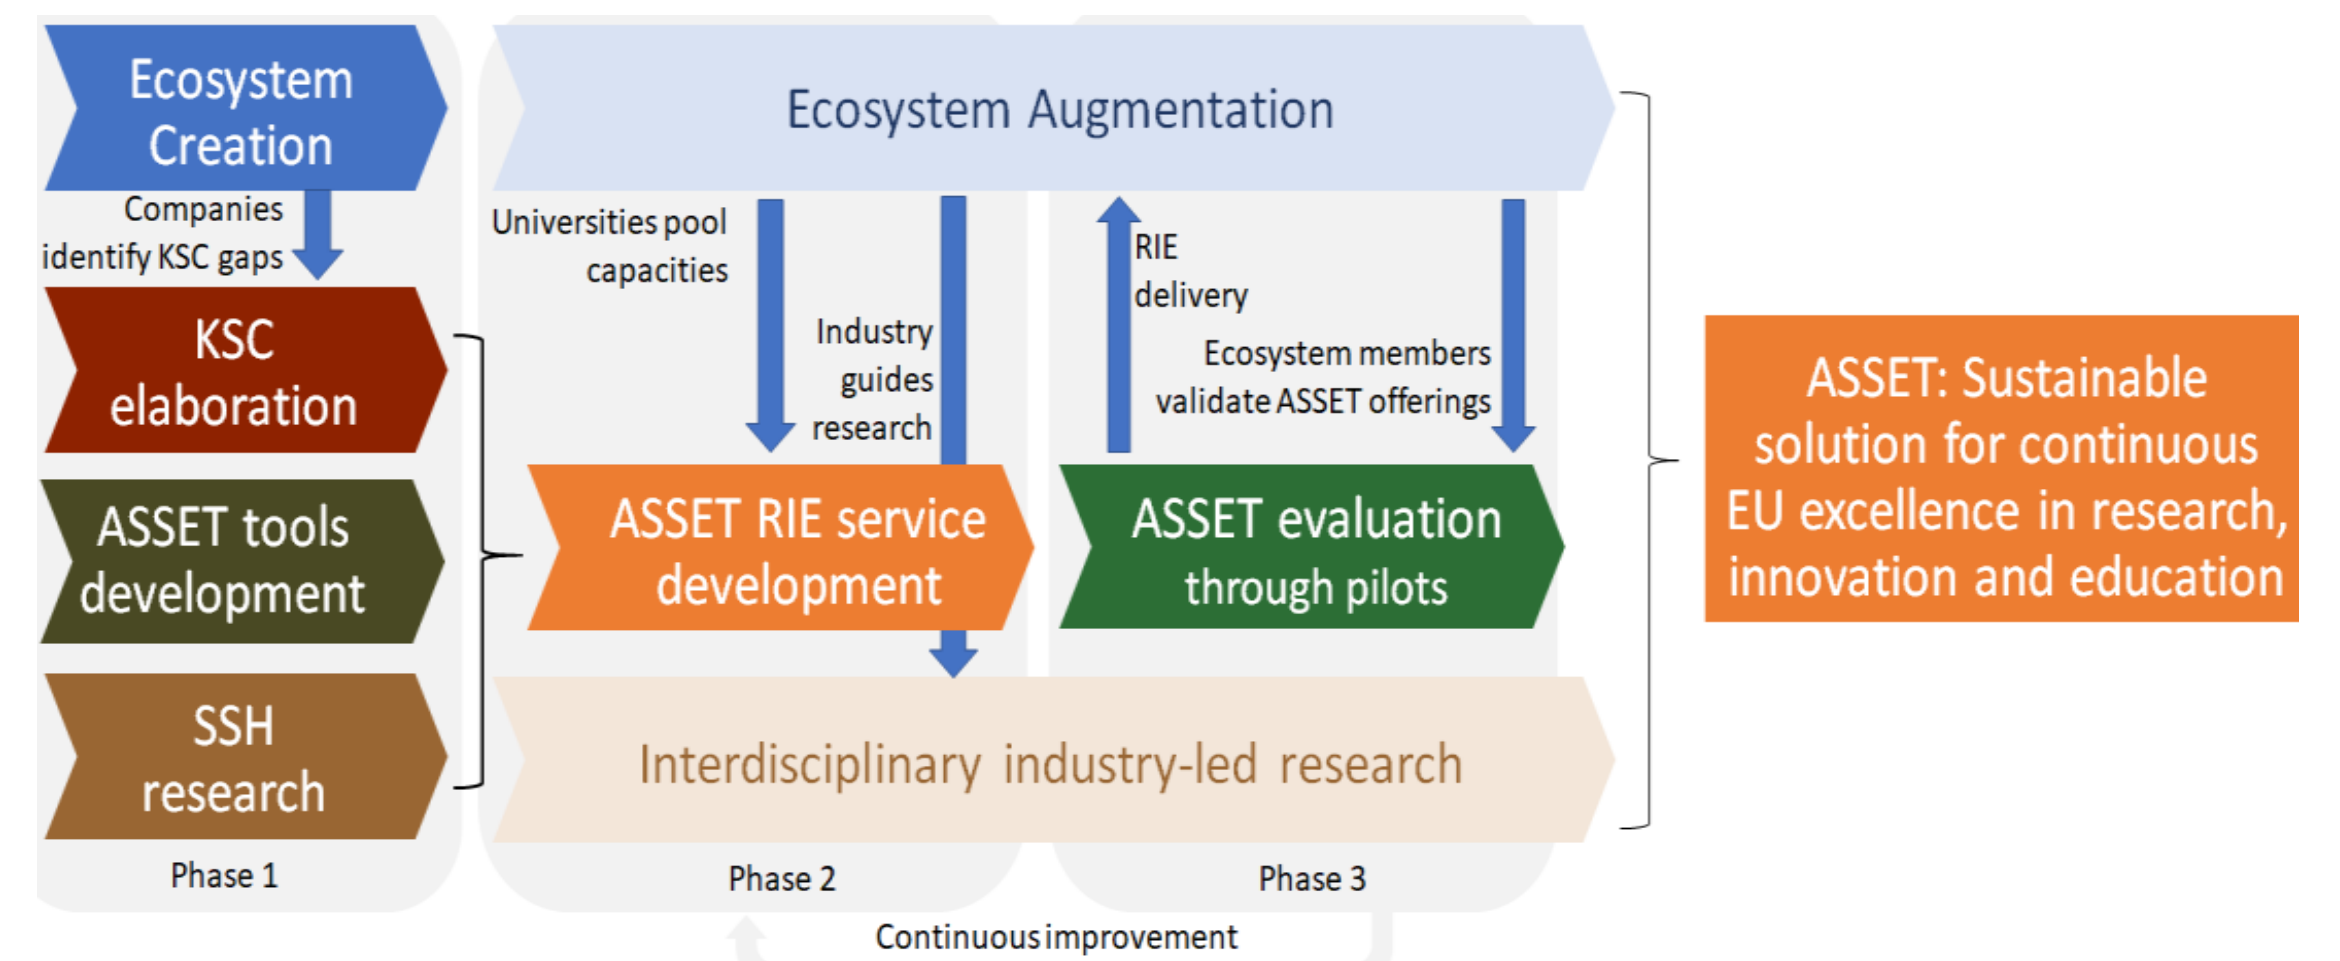 Ecosystem
Creation
Companies
identify KSC gaps
KSC
elaboration
ASSET tools
development
SSH
research
Phase 1
Ecosystem Augmentation
Universities pool
capacities
Industry
guides
research
RIE
delivery
Ecosystem members
validate ASSET offerings
ASSET RIE service
development
ASSET evaluation
through pilots
Interdisciplinary industry-led research
Phase 2
Phase 3
Continuous improvement
ASSET: Sustainable
solution for continuous
EU excellence in research,
innovation and education